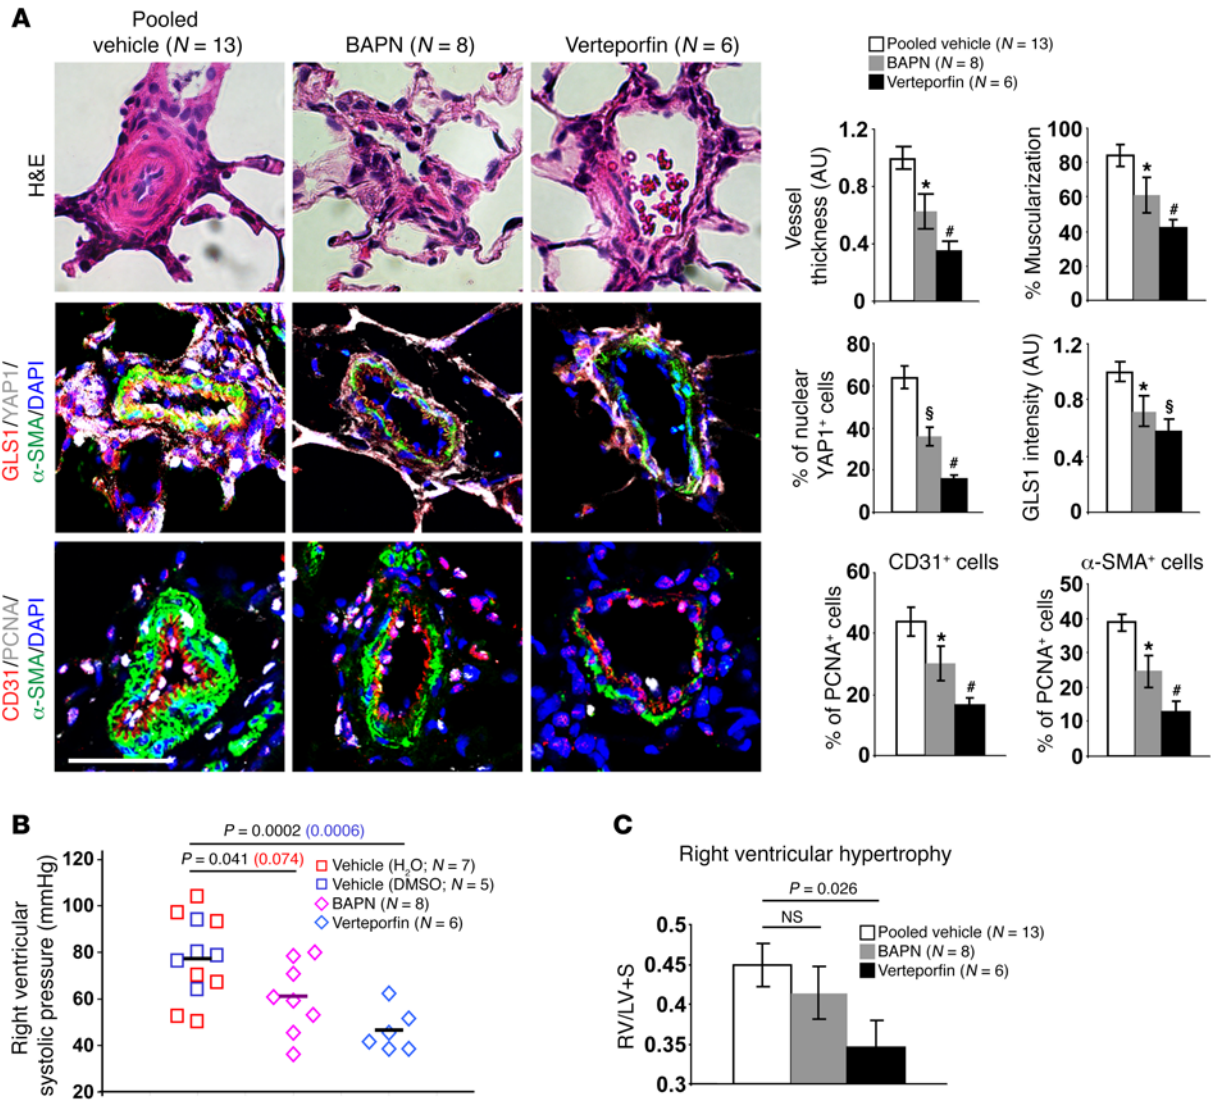 A
Pooled
vehicle (N = 13)
BAPN (N = 8)
Verteporfin (N = 6)
H&E
GLS1/YAP1/
α-SMA/DAPI
CD31/PCNA/
α-SMA/DAPI
Pooled vehicle (N = 13)
BAPN (N = 8)
Verteporfin (N = 6)
Vessel
thickness (AU)
1.2
0.8
0.4
0
*
#
% Muscularization
100
80
60
40
20
0
*
#
% of nuclear
YAP1⁺ cells
80
60
40
20
0
§
#
GLS1 intensity (AU)
1.2
0.8
0.4
0
*
§
CD31⁺ cells
% of PCNA⁺ cells
60
40
20
0
*
#
α-SMA⁺ cells
% of PCNA⁺ cells
50
40
30
20
10
0
*
#
B
P = 0.0002 (0.0006)
P = 0.041 (0.074)
Right ventricular
systolic pressure (mmHg)
120
100
80
60
40
20
Vehicle (H₂O; N = 7)
Vehicle (DMSO; N = 5)
BAPN (N = 8)
Verteporfin (N = 6)
C
Right ventricular hypertrophy
P = 0.026
NS
RV/LV+S
0.5
0.45
0.4
0.35
0.3
Pooled vehicle (N = 13)
BAPN (N = 8)
Verteporfin (N = 6)